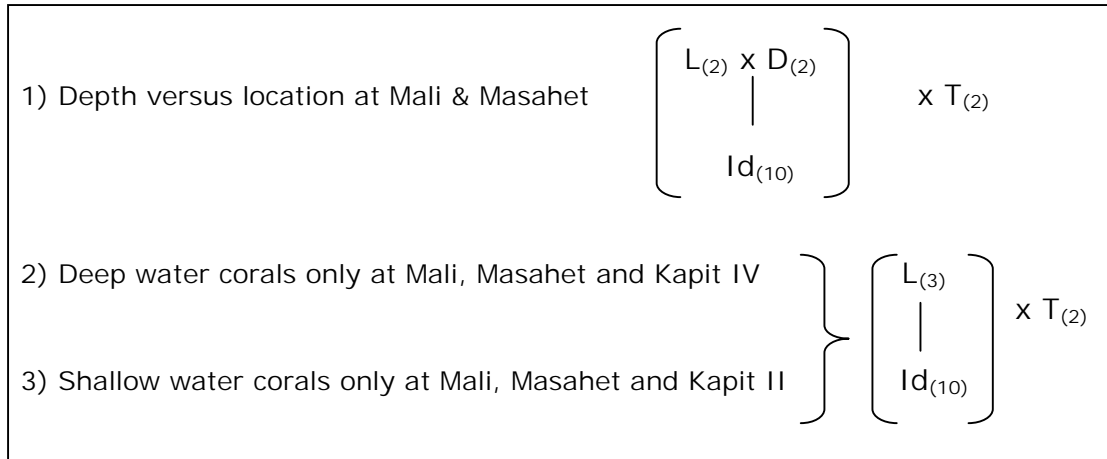 L₍₂₎ x D₍₂₎
1) Depth versus location at Mali & Masahet x T₍₂₎
Id₍₁₀₎
2) Deep water corals only at Mali, Masahet and Kapit IV L₍₃₎
x T₍₂₎
3) Shallow water corals only at Mali, Masahet and Kapit II Id₍₁₀₎